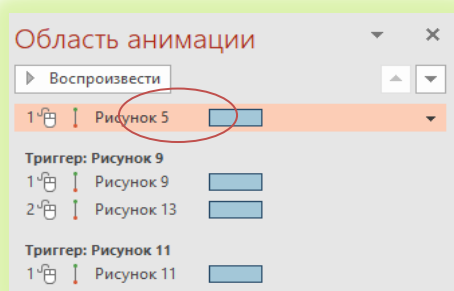 Область анимации
Воспроизвести
1 Рисунок 5
Триггер: Рисунок 9
1 Рисунок 9
2 Рисунок 13
Триггер: Рисунок 11
1 Рисунок 11